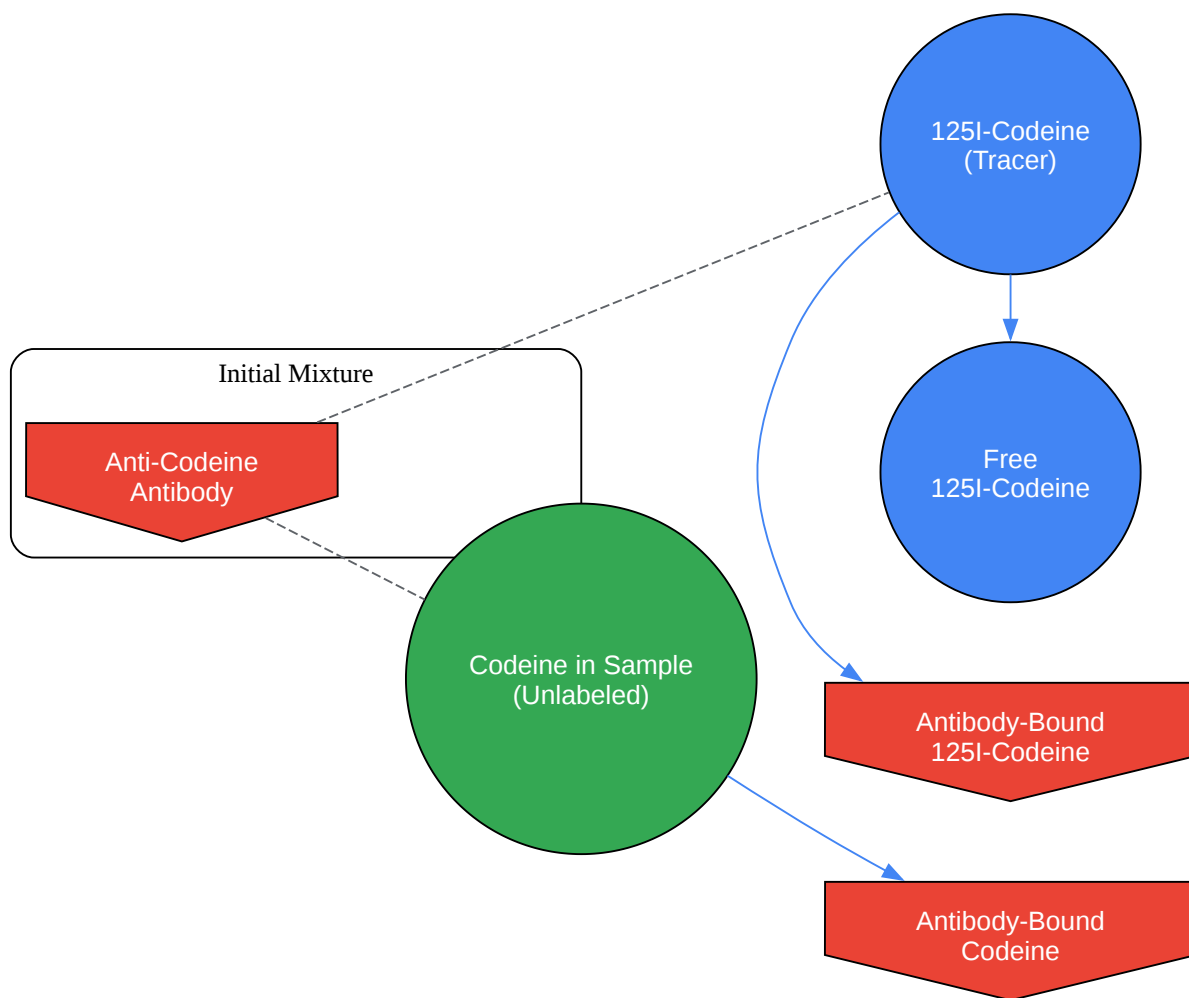 125I-Codeine
(Tracer)
Initial Mixture
Anti-Codeine
Antibody
Free
125I-Codeine
Codeine in Sample
(Unlabeled)
Antibody-Bound
125I-Codeine
Antibody-Bound
Codeine